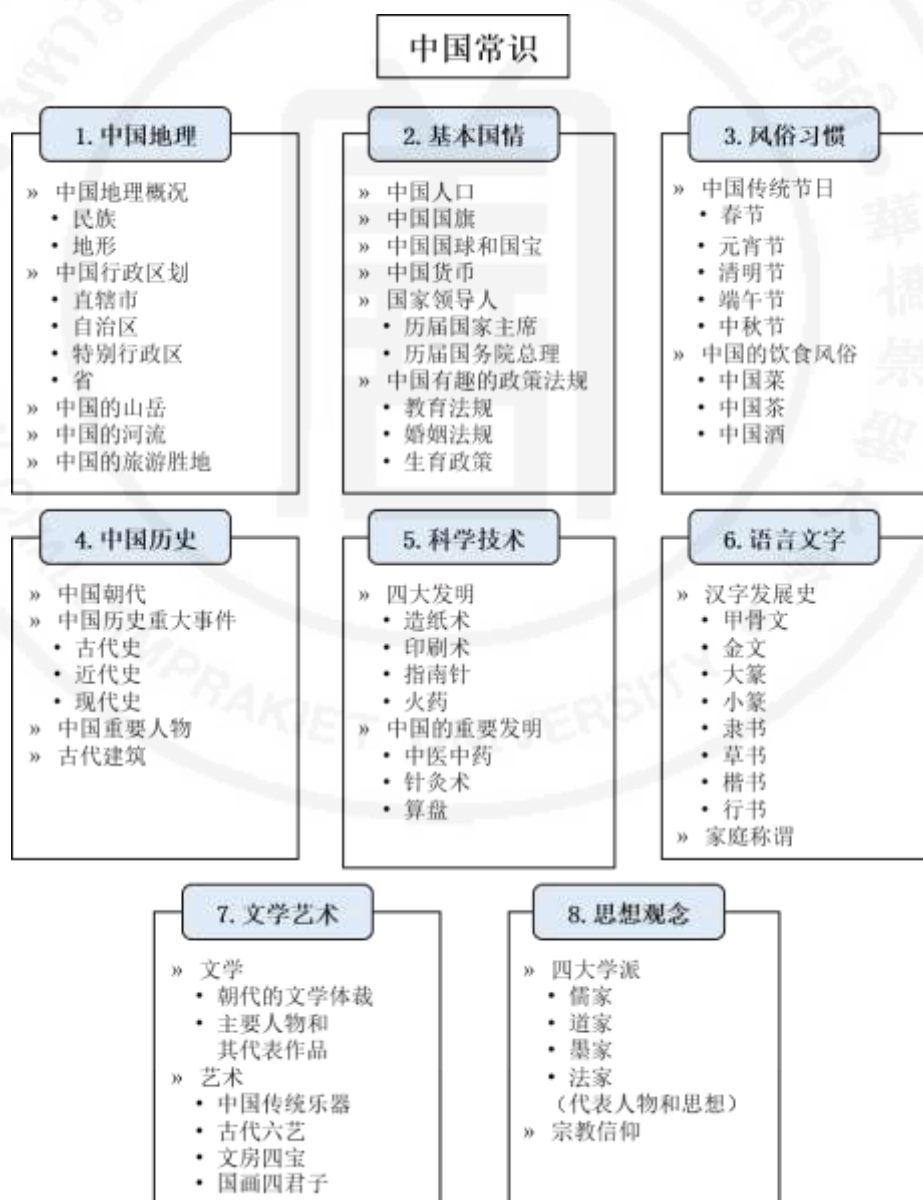 中国常识
1. 中国地理
» 中国地理概况
• 民族
• 地形
» 中国行政区划
• 直辖市
• 自治区
• 特别行政区
• 省
» 中国的山岳
» 中国的河流
» 中国的旅游胜地
2. 基本国情
» 中国人口
» 中国国旗
» 中国国球和国宝
» 中国货币
» 国家领导人
• 历届国家主席
• 历届国务院总理
» 中国有趣的政策法规
• 教育法规
• 婚姻法规
• 生育政策
3. 风俗习惯
» 中国传统节日
• 春节
• 元宵节
• 清明节
• 端午节
• 中秋节
» 中国的饮食风俗
• 中国菜
• 中国茶
• 中国酒
4. 中国历史
» 中国朝代
» 中国历史重大事件
• 古代史
• 近代史
• 现代史
» 中国重要人物
» 古代建筑
5. 科学技术
» 四大发明
• 造纸术
• 印刷术
• 指南针
• 火药
» 中国的重要发明
• 中医中药
• 针灸术
• 算盘
6. 语言文字
» 汉字发展史
• 甲骨文
• 金文
• 大篆
• 小篆
• 隶书
• 草书
• 楷书
• 行书
» 家庭称谓
7. 文学艺术
» 文学
• 朝代的文学体裁
• 主要人物和
其代表作品
» 艺术
• 中国传统乐器
• 古代六艺
• 文房四宝
• 国画四君子
8. 思想观念
» 四大学派
• 儒家
• 道家
• 墨家
• 法家
（代表人物和思想）
» 宗教信仰